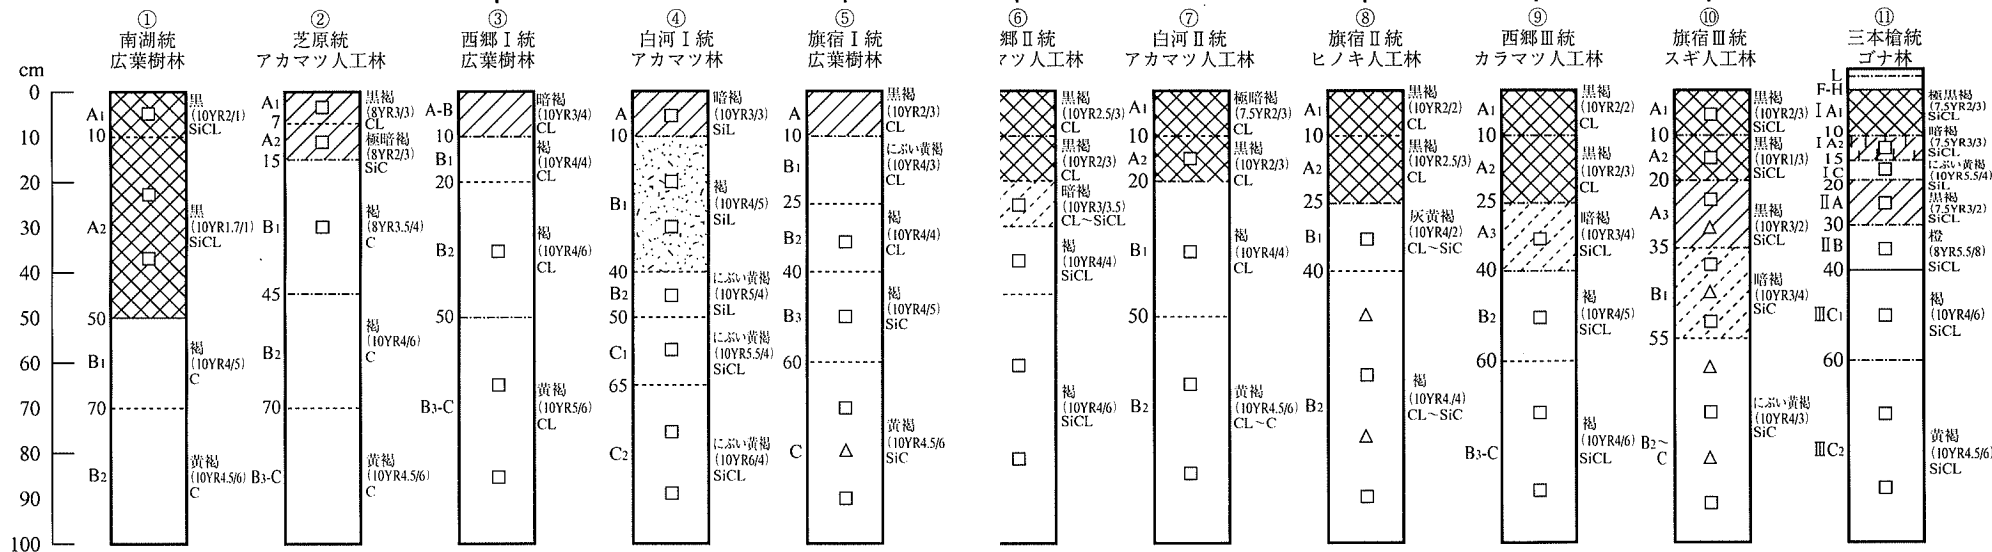 ①
南湖統
広葉樹林
②
芝原統
アカマツ人工林
③
西郷Ⅰ統
広葉樹林
④
白河Ⅰ統
アカマツ林
⑤
旗宿Ⅰ統
広葉樹林
⑥
郷Ⅱ統
マツ人工林
⑦
白河Ⅱ統
アカマツ人工林
⑧
旗宿Ⅱ統
ヒノキ人工林
⑨
西郷Ⅲ統
カラマツ人工林
⑩
旗宿Ⅲ統
スギ人工林
⑪
三本槍統
ゴナ林
cm
0
10
20
30
40
50
60
70
80
90
100
A1
黒
(10YR2/1)
SiCL
10
A2
黒
(10YR1.7/1)
SiCL
50
B1
褐
(10YR4/5)
C
70
B2
黄褐
(10YR4.5/6)
C
A1
黒褐
(8YR3/3)
CL
7
A2
極暗褐
(8YR2/3)
SiC
15
B1
褐
(8YR3.5/4)
C
45
B2
褐
(10YR4/6)
C
70
B3-C
黄褐
(10YR4.5/6)
C
A-B
暗褐
(10YR3/4)
CL
10
B1
褐
(10YR4/4)
CL
20
B2
褐
(10YR4/6)
CL
50
B3-C
黄褐
(10YR5/6)
CL
A
暗褐
(10YR3/3)
SiL
10
B1
褐
(10YR4/5)
SiL
40
B2
にぶい黄褐
(10YR5/4)
SiL
50
C1
にぶい黄褐
(10YR5.5/4)
SiCL
65
C2
にぶい黄褐
(10YR6/4)
SiCL
A
黒褐
(10YR2/3)
CL
10
B1
にぶい黄褐
(10YR4/3)
CL
25
B2
褐
(10YR4/4)
CL
40
B3
褐
(10YR4/5)
SiC
60
C
黄褐
(10YR4.5/6
SiC
黒褐
(10YR2.5/3)
CL
黒褐
(10YR2/3)
CL
暗褐
(10YR3/3.5)
CL〜SiCL
褐
(10YR4/4)
SiCL
褐
(10YR4/6)
SiCL
A1
極暗褐
(7.5YR2/3)
CL
10
A2
黒褐
(10YR2/3)
CL
20
B1
褐
(10YR4/4)
CL
50
B2
黄褐
(10YR4.5/6)
CL〜C
A1
黒褐
(10YR2/2)
CL
10
A2
黒褐
(10YR2.5/3)
CL
25
B1
灰黄褐
(10YR4/2)
CL〜SiC
40
B2
褐
(10YR4./4)
CL〜SiC
A1
黒褐
(10YR2/2)
CL
10
A2
黒褐
(10YR2/3)
CL
25
A3
暗褐
(10YR3/4)
SiCL
40
B2
褐
(10YR4/5)
SiCL
60
B3-C
褐
(10YR4/6)
SiCL
A1
黒褐
(10YR2/3)
SiCL
10
A2
黒褐
(10YR1/3)
SiCL
20
A3
黒褐
(10YR3/2)
SiCL
35
B1
暗褐
(10YR3/4)
SiC
55
B2〜
C
にぶい黄褐
(10YR4/3)
SiC
L
F-H
ⅠA1
極黒褐
(7.5YR2/3)
SiCL
10
ⅠA2
暗褐
(7.5YR3/3)
SiCL
15
ⅠC
にぶい黄褐
(10YR5.5/4)
SiL
20
ⅡA
黒褐
(7.5YR3/2)
SiCL
30
ⅡB
橙
(8YR5.5/8)
SiCL
40
ⅢC1
褐
(10YR4/6)
SiCL
60
ⅢC2
黄褐
(10YR4.5/6)
SiCL